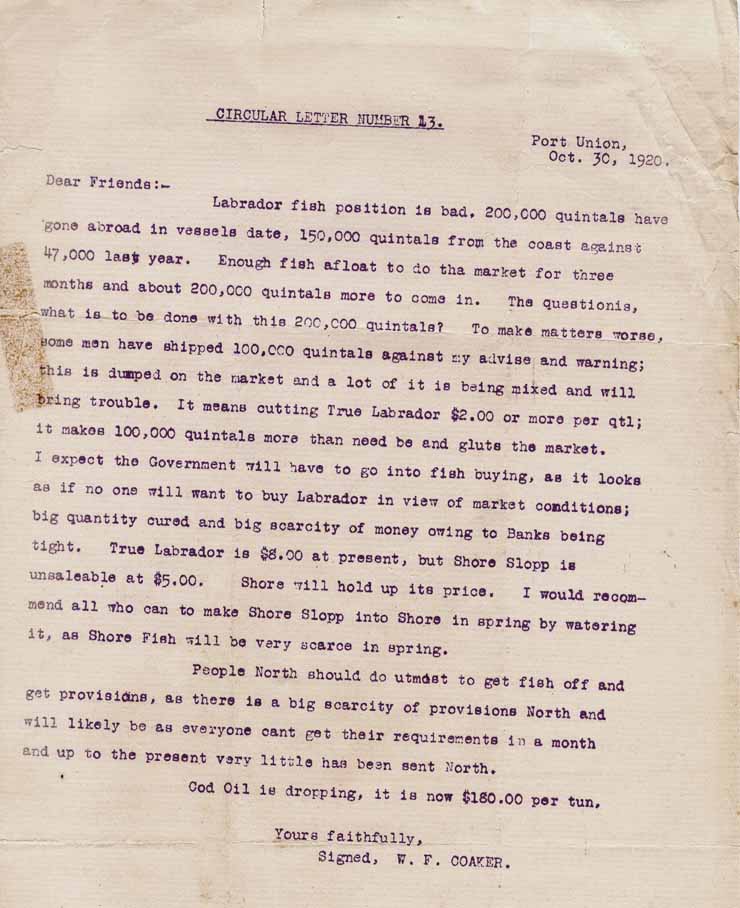 CIRCULAR LETTER NUMBER 13.
Port Union,
Oct. 30, 1920.
Dear Friends:-
Labrador fish position is bad. 200,000 quintals have
gone abroad in vessels date, 150,000 quintals from the coast against
47,000 last year. Enough fish afloat to do tha market for three
months and about 200,000 quintals more to come in. The questionis,
what is to be done with this 200,000 quintals? To make matters worse,
some men have shipped 100,000 quintals against my advise and warning;
this is dumped on the market and a lot of it is being mixed and will
bring trouble. It means cutting True Labrador $2.00 or more per qtl;
it makes 100,000 quintals more than need be and gluts the market.
I expect the Government will have to go into fish buying, as it looks
as if no one will want to buy Labrador in view of market conditions;
big quantity cured and big scarcity of money owing to Banks being
tight. True Labrador is $8.00 at present, but Shore Slopp is
unsaleable at $5.00. Shore will hold up its price. I would recom-
mend all who can to make Shore Slopp into Shore in spring by watering
it, as Shore Fish will be very scarce in spring.
People North should do utmost to get fish off and
get provisions, as there is a big scarcity of provisions North and
will likely be as everyone cant get their requirements in a month
and up to the present very little has been sent North.
Cod Oil is dropping, it is now $180.00 per tun.
Yours faithfully,
Signed, W. F. COAKER.